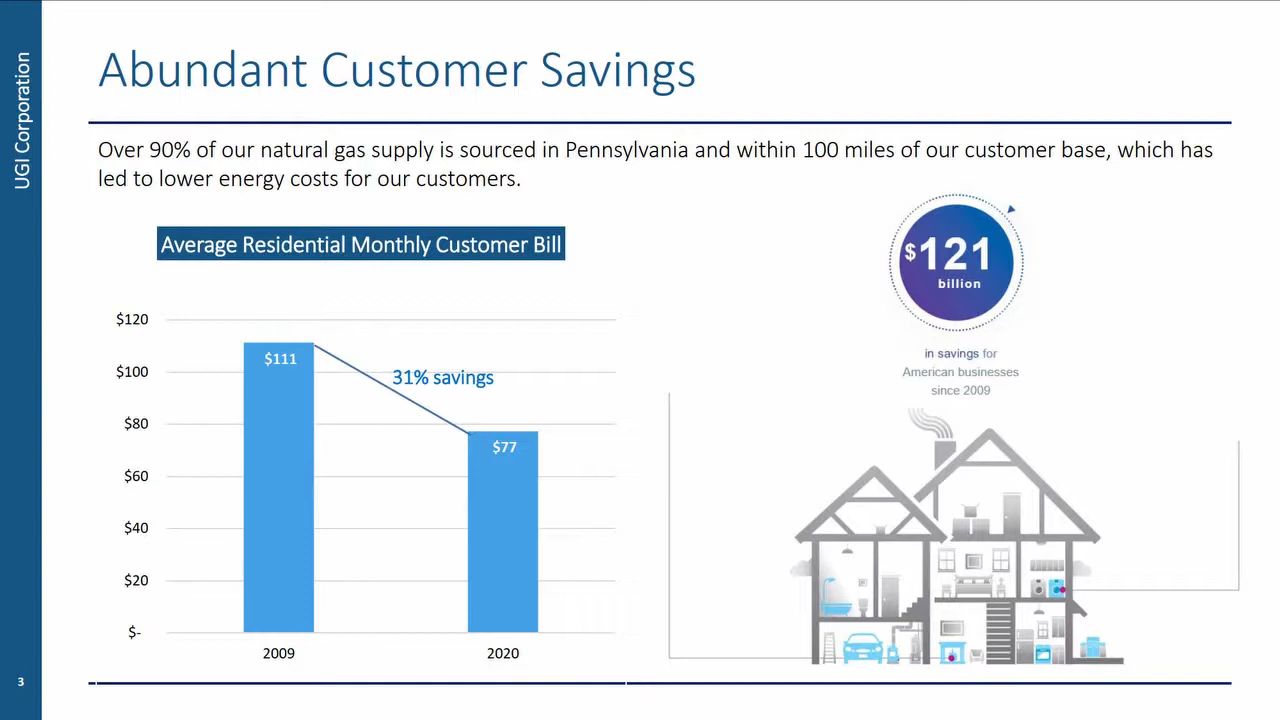 UGI Corporation
Abundant Customer Savings
Over 90% of our natural gas supply is sourced in Pennsylvania and within 100 miles of our customer base, which has
led to lower energy costs for our customers.
Average Residential Monthly Customer Bill
$120
$100
$80
$60
$40
$20
$-
$111
31% savings
$77
2009
2020
$121
billion
in savings for
American businesses
since 2009
3